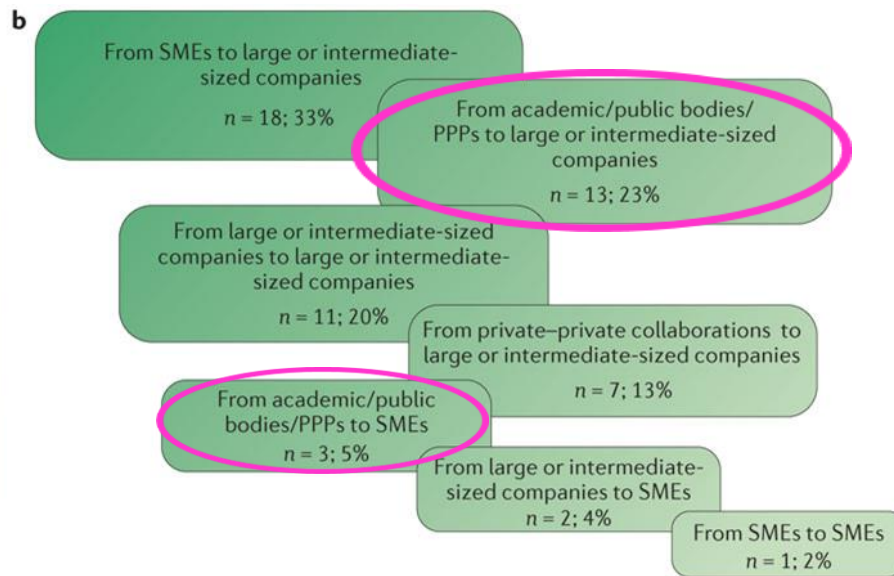 b
From SMEs to large or intermediate-
sized companies
n = 18; 33%
From academic/public bodies/
PPPs to large or intermediate-sized
companies
n = 13; 23%
From large or intermediate-sized
companies to large or intermediate-
sized companies
n = 11; 20%
From private–private collaborations to
large or intermediate-sized companies
n = 7; 13%
From academic/public
bodies/PPPs to SMEs
n = 3; 5%
From large or intermediate-
sized companies to SMEs
n = 2; 4%
From SMEs to SMEs
n = 1; 2%